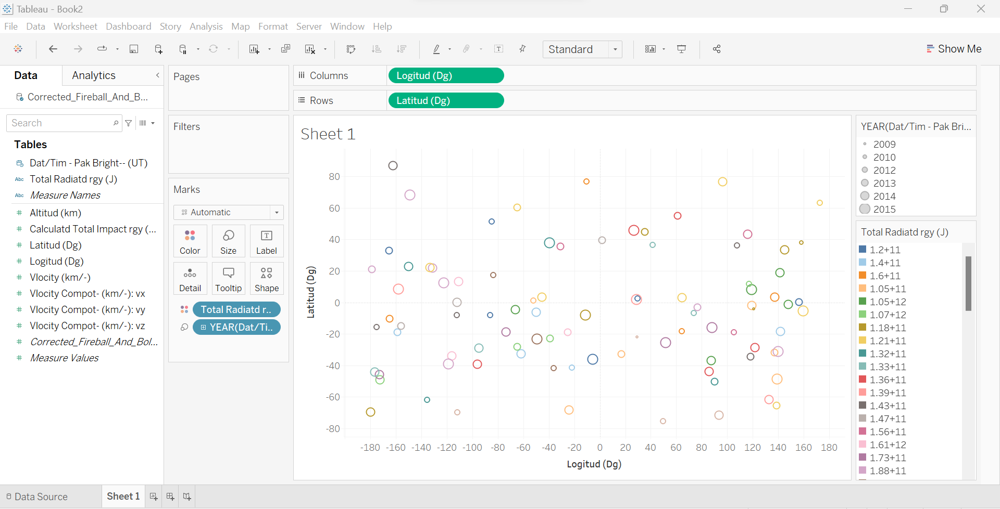 Tableau - Book2
File Data Worksheet Dashboard Story Analysis Map Format Server Window Help
Standard
Show Me
Data
Analytics
Corrected_Fireball_And_B...
Search
Tables
Dat/Tim - Pak Bright-- (UT)
Abc Total Radiatd rgy (J)
Abc Measure Names
Altitud (km)
Calculatd Total Impact rgy (...
Latitud (Dg)
Logitud (Dg)
Vlocity (km/-)
Vlocity Compot- (km/-): vx
Vlocity Compot- (km/-): vy
Vlocity Compot- (km/-): vz
Corrected_Fireball_And_Bol...
Measure Values
Pages
Filters
Marks
Automatic
Color
Size
Label
Detail
Tooltip
Shape
Total Radiatd r..
YEAR(Dat/Ti..
Columns
Logitud (Dg)
Rows
Latitud (Dg)
Sheet 1
Latitud (Dg)
80
60
40
20
0
-20
-40
-60
-80
-180 -160 -140 -120 -100 -80 -60 -40 -20 0 20 40 60 80 100 120 140 160 180
Logitud (Dg)
YEAR(Dat/Tim - Pak Bri...
2009
2010
2012
2013
2014
2015
Total Radiatd rgy (J)
1.2+11
1.4+11
1.6+11
1.05+11
1.05+12
1.07+12
1.18+11
1.21+11
1.32+11
1.33+11
1.36+11
1.39+11
1.43+11
1.47+11
1.56+11
1.61+12
1.73+11
1.88+11
Data Source
Sheet 1